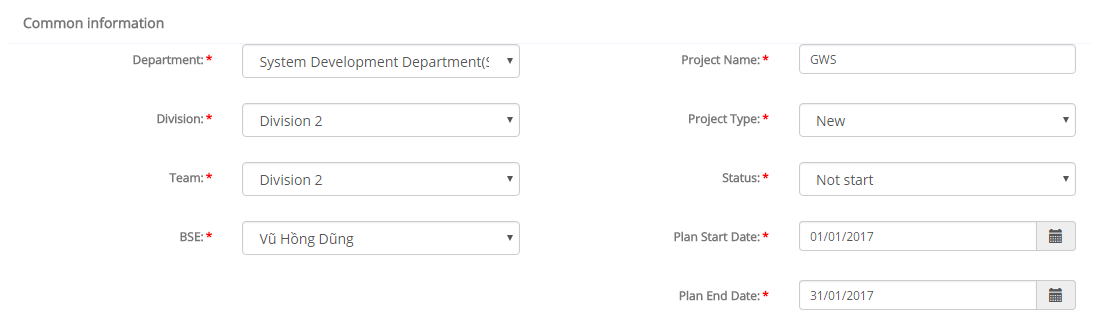 Common information
Department:*
System Development Department(S
Project Name:*
GWS
Division:*
Division 2
Project Type:*
New
Team:*
Division 2
Status:*
Not start
BSE:*
Vũ Hồng Dũng
Plan Start Date:*
01/01/2017
Plan End Date:*
31/01/2017